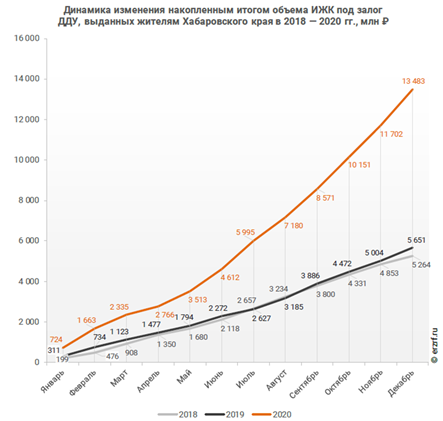 Динамика изменения накопленным итогом объема ИЖК под залог
ДДУ, выданных жителям Хабаровского края в 2018 — 2020 гг., млн ₽
16 000
14 000
12 000
10 000
8 000
6 000
4 000
2 000
0
724
1 663
2 335
2 766
3 513
4 612
5 995
7 180
8 571
10 151
11 702
13 483
311
734
1 123
1 477
1 794
2 272
2 627
3 185
3 886
4 472
5 004
5 651
199
476
908
1 350
1 680
2 118
2 657
3 234
3 800
4 331
4 853
5 264
Январь
Февраль
Март
Апрель
Май
Июнь
Июль
Август
Сентябрь
Октябрь
Ноябрь
Декабрь
2018 2019 2020
© erzrf.ru